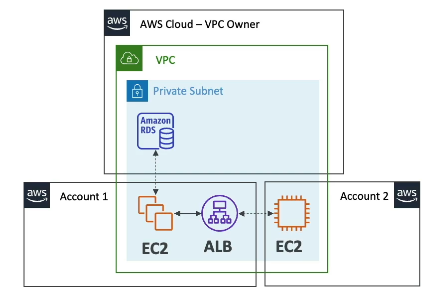 aws
AWS Cloud – VPC Owner
VPC
Private Subnet
Amazon
RDS
aws
Account 1
Account 2
aws
EC2
ALB
EC2